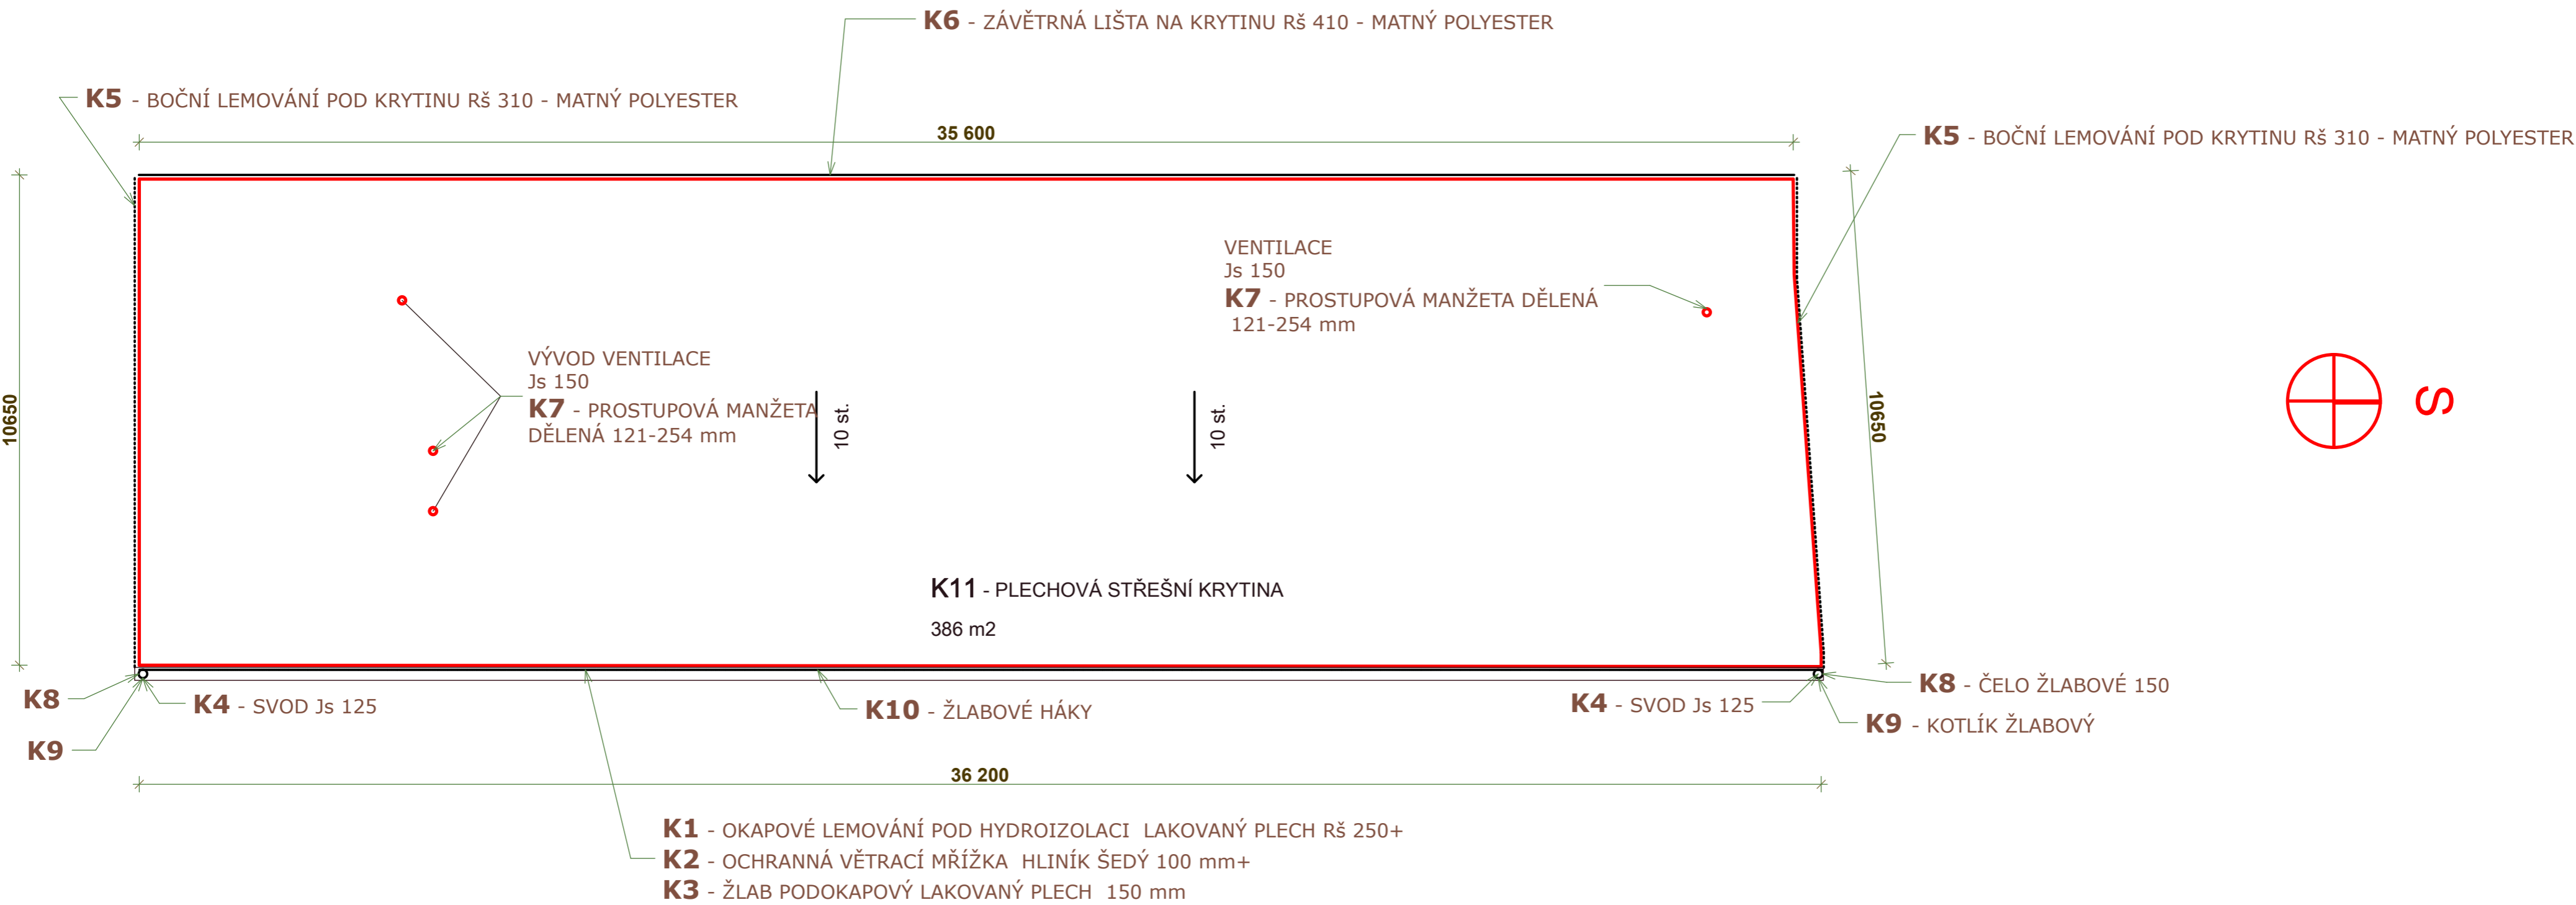 K6 - ZÁVĚTRNÁ LIŠTA NA KRYTINU Rš 410 - MATNÝ POLYESTER
K5 - BOČNÍ LEMOVÁNÍ POD KRYTINU Rš 310 - MATNÝ POLYESTER
35 600
K5 - BOČNÍ LEMOVÁNÍ POD KRYTINU Rš 310 - MATNÝ POLYESTER
VENTILACE
Js 150
K7 - PROSTUPOVÁ MANŽETA DĚLENÁ
121-254 mm
VÝVOD VENTILACE
Js 150
K7 - PROSTUPOVÁ MANŽETA
DĚLENÁ 121-254 mm
10650
10 st.
10 st.
10650
S
K11 - PLECHOVÁ STŘEŠNÍ KRYTINA
386 m2
K8
K4 - SVOD Js 125
K10 - ŽLABOVÉ HÁKY
K4 - SVOD Js 125
K8 - ČELO ŽLABOVÉ 150
K9 - KOTLÍK ŽLABOVÝ
K9
36 200
K1 - OKAPOVÉ LEMOVÁNÍ POD HYDROIZOLACI LAKOVANÝ PLECH Rš 250+
K2 - OCHRANNÁ VĚTRACÍ MŘÍŽKA HLINÍK ŠEDÝ 100 mm+
K3 - ŽLAB PODOKAPOVÝ LAKOVANÝ PLECH 150 mm